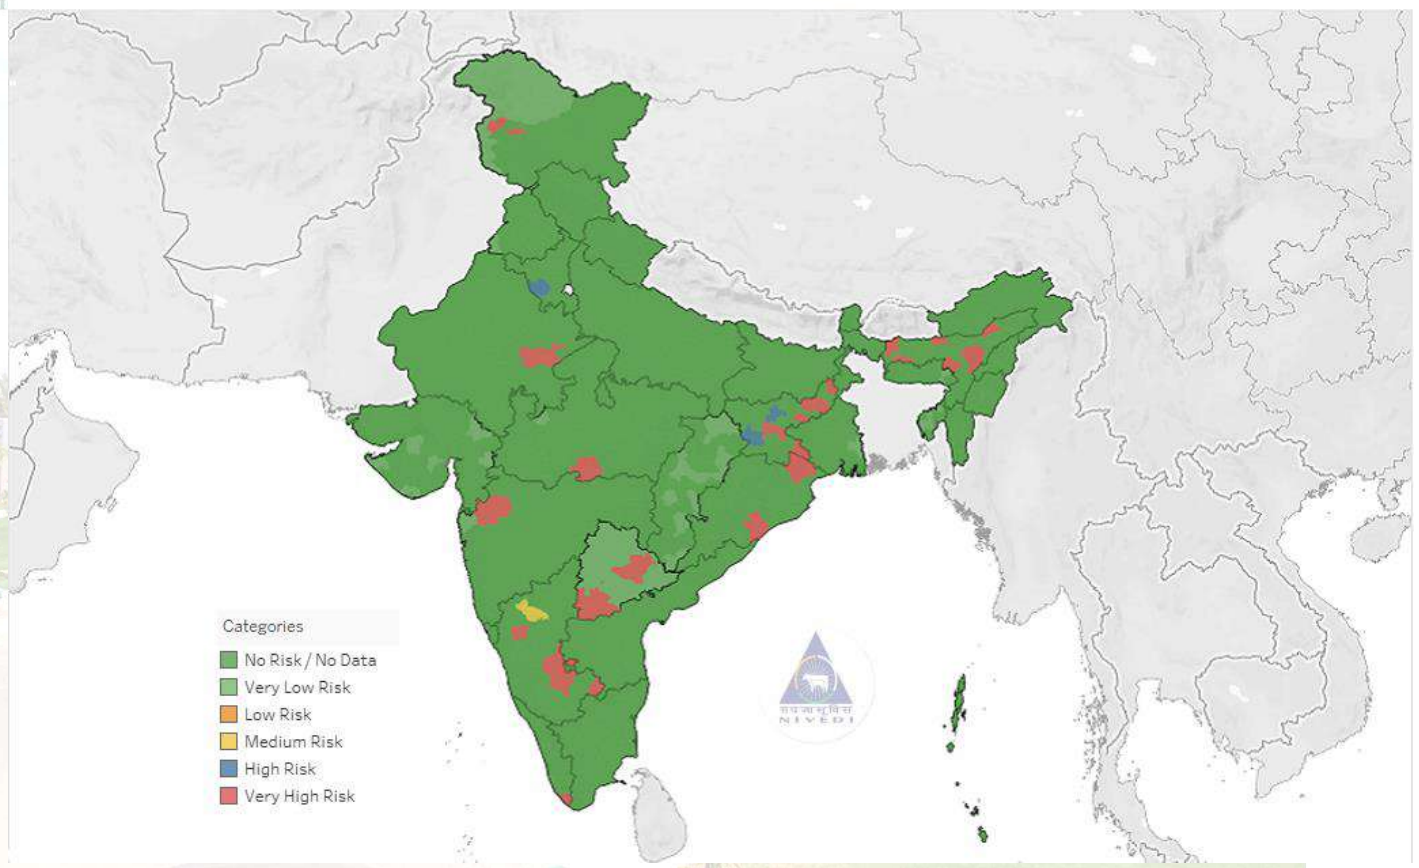 Categories
No Risk / No Data
Very Low Risk
Low Risk
Medium Risk
High Risk
Very High Risk
NIVEDI